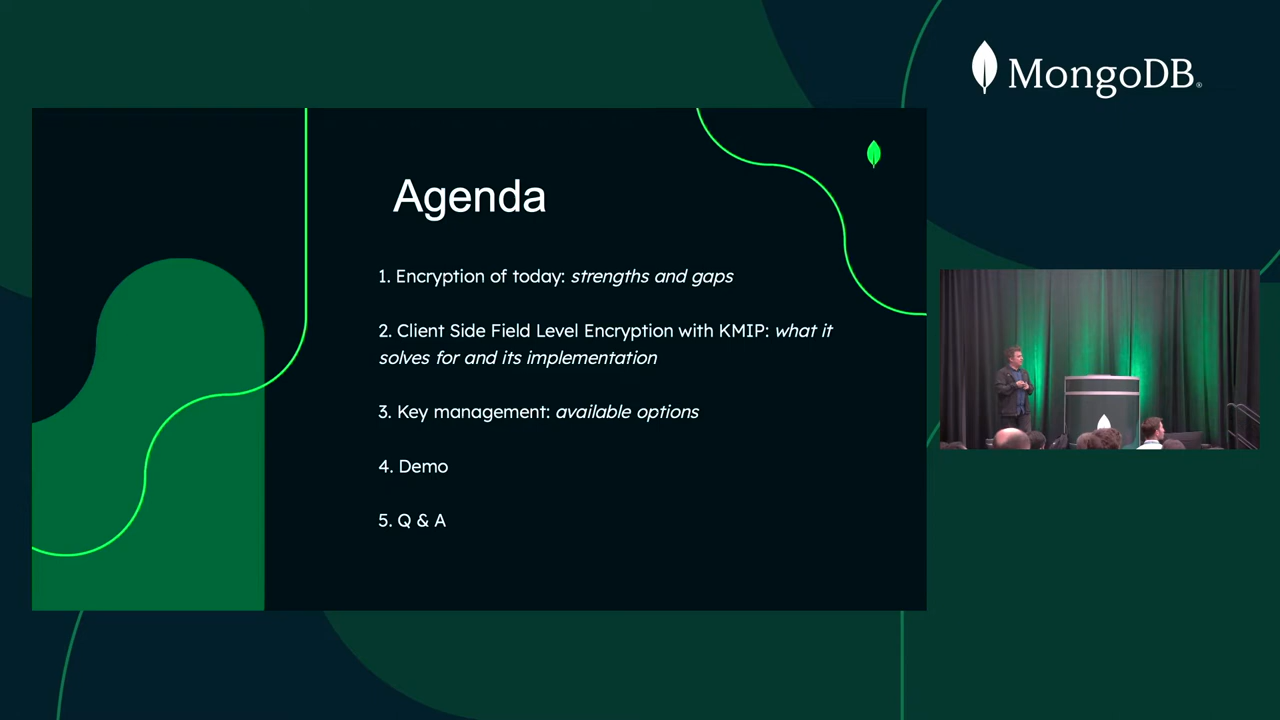 MongoDB®
Agenda
1. Encryption of today: strengths and gaps
2. Client Side Field Level Encryption with KMIP: what it
solves for and its implementation
3. Key management: available options
4. Demo
5. Q & A